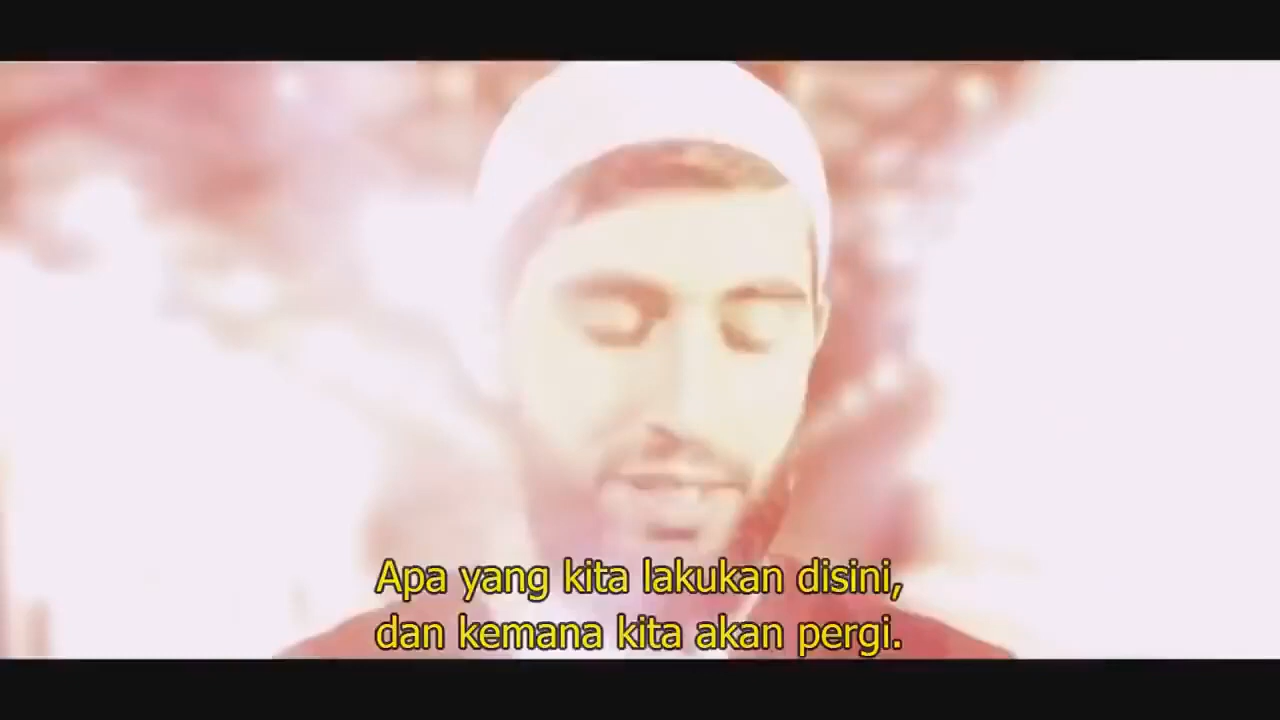 Apa yang kita lakukan disini,
dan kemana kita akan pergi.